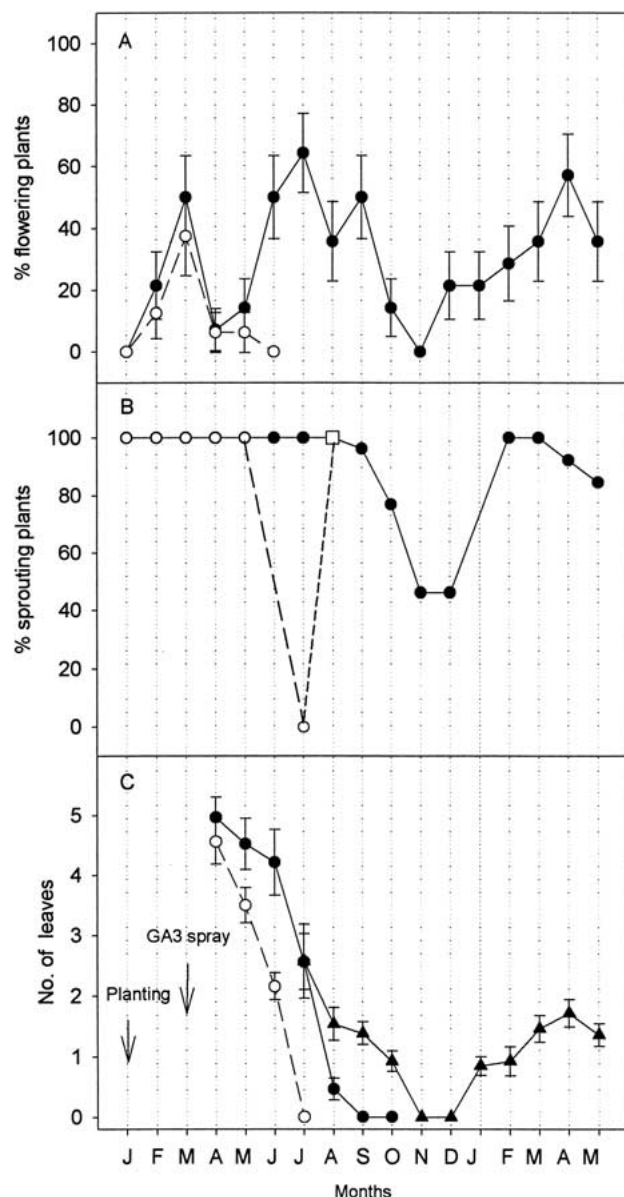 A
100
80
60
40
20
0
% flowering plants
B
100
80
60
40
20
0
% sprouting plants
C
5
4
3
2
1
0
No. of leaves
GA3 spray
Planting
J F M A M J J A S O N D J F M A M
Months